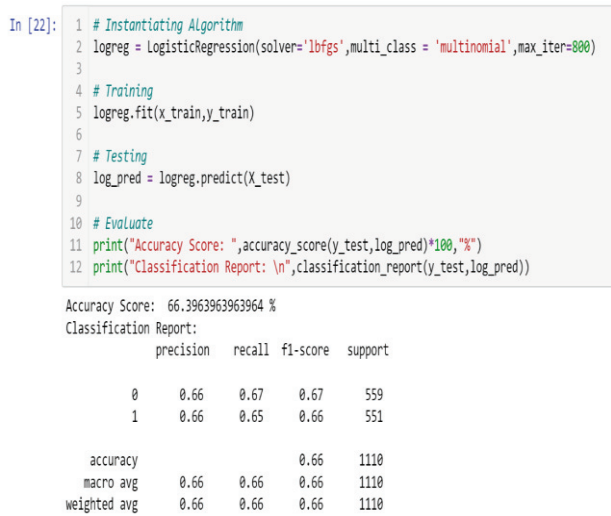 In [22]:
1 # Instantiating Algorithm
2 logreg = LogisticRegression(solver='lbfgs',multi_class = 'multinomial',max_iter=800)
3
4 # Training
5 logreg.fit(x_train,y_train)
6
7 # Testing
8 log_pred = logreg.predict(X_test)
9
10 # Evaluate
11 print("Accuracy Score: ",accuracy_score(y_test,log_pred)*100,"%")
12 print("Classification Report: \n",classification_report(y_test,log_pred))
Accuracy Score:  66.3963963963964 %
Classification Report:
precision recall f1-score support
0 0.66 0.67 0.67 559
1 0.66 0.65 0.66 551
accuracy 0.66 1110
macro avg 0.66 0.66 0.66 1110
weighted avg 0.66 0.66 0.66 1110